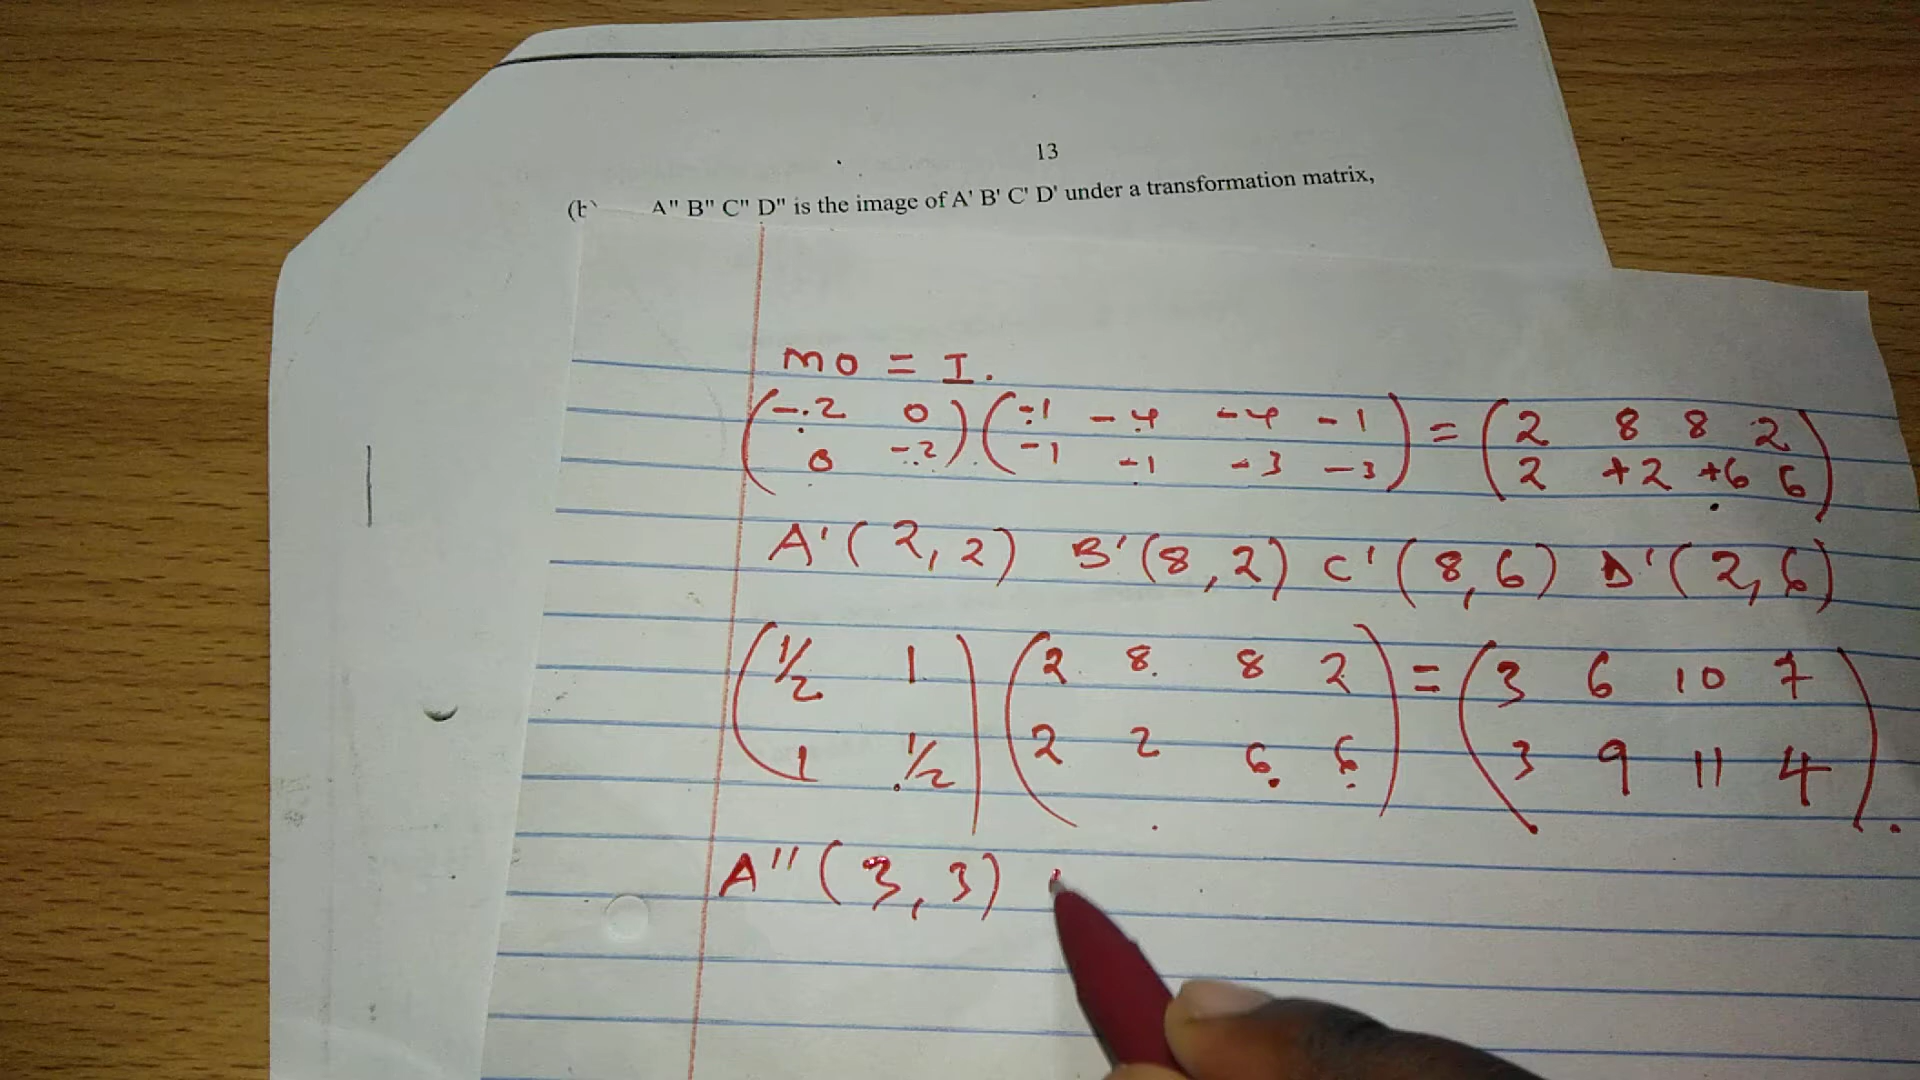 13
A" B" C" D" is the image of A' B' C' D' under a transformation matrix,
mo = I.
(-2 0) (-1 -4 -4 -1) = (2 8 8 2)
(0 -2) (-1 -1 -3 -3) (2 +2 +6 6)
A'(2,2) B'(8,2) C'(8,6) D'(2,6)
(1/2 1) (2 8 8 2) = (3 6 10 7)
(1 1/2) (2 2 6 6) (3 9 11 4).
A''(3,3)